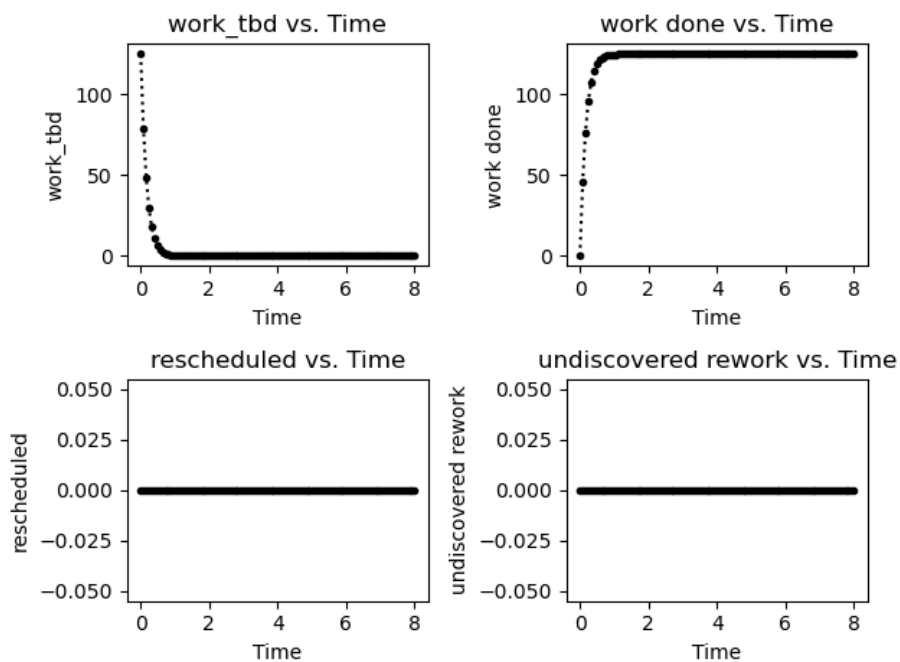 work_tbd vs. Time
work_tbd
100
50
0
0 2 4 6 8
Time
work done vs. Time
work done
100
50
0
0 2 4 6 8
Time
rescheduled vs. Time
rescheduled
0.050
0.025
0.000
−0.025
−0.050
0 2 4 6 8
Time
undiscovered rework vs. Time
undiscovered rework
0.050
0.025
0.000
−0.025
−0.050
0 2 4 6 8
Time